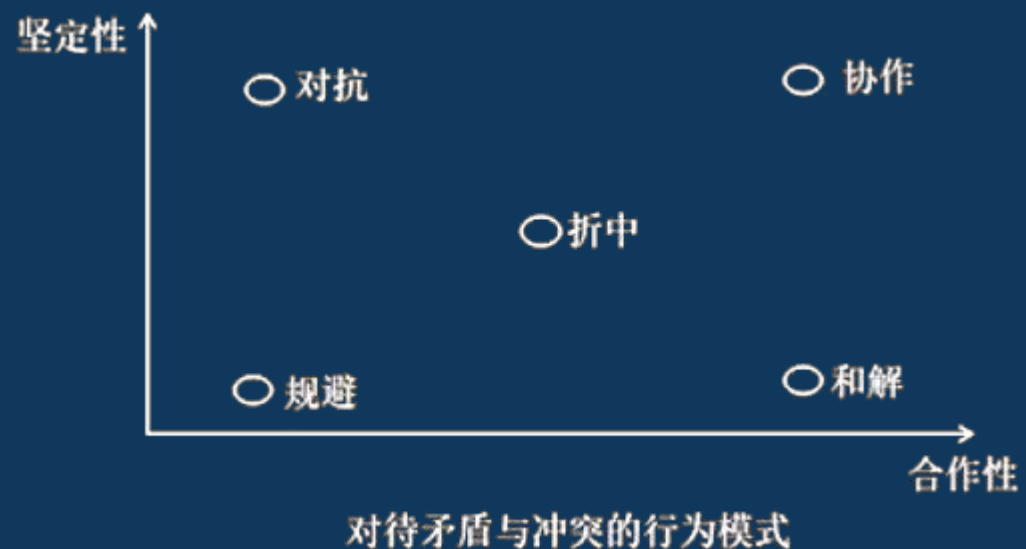 坚定性
对抗
协作
折中
规避
和解
合作性
对待矛盾与冲突的行为模式